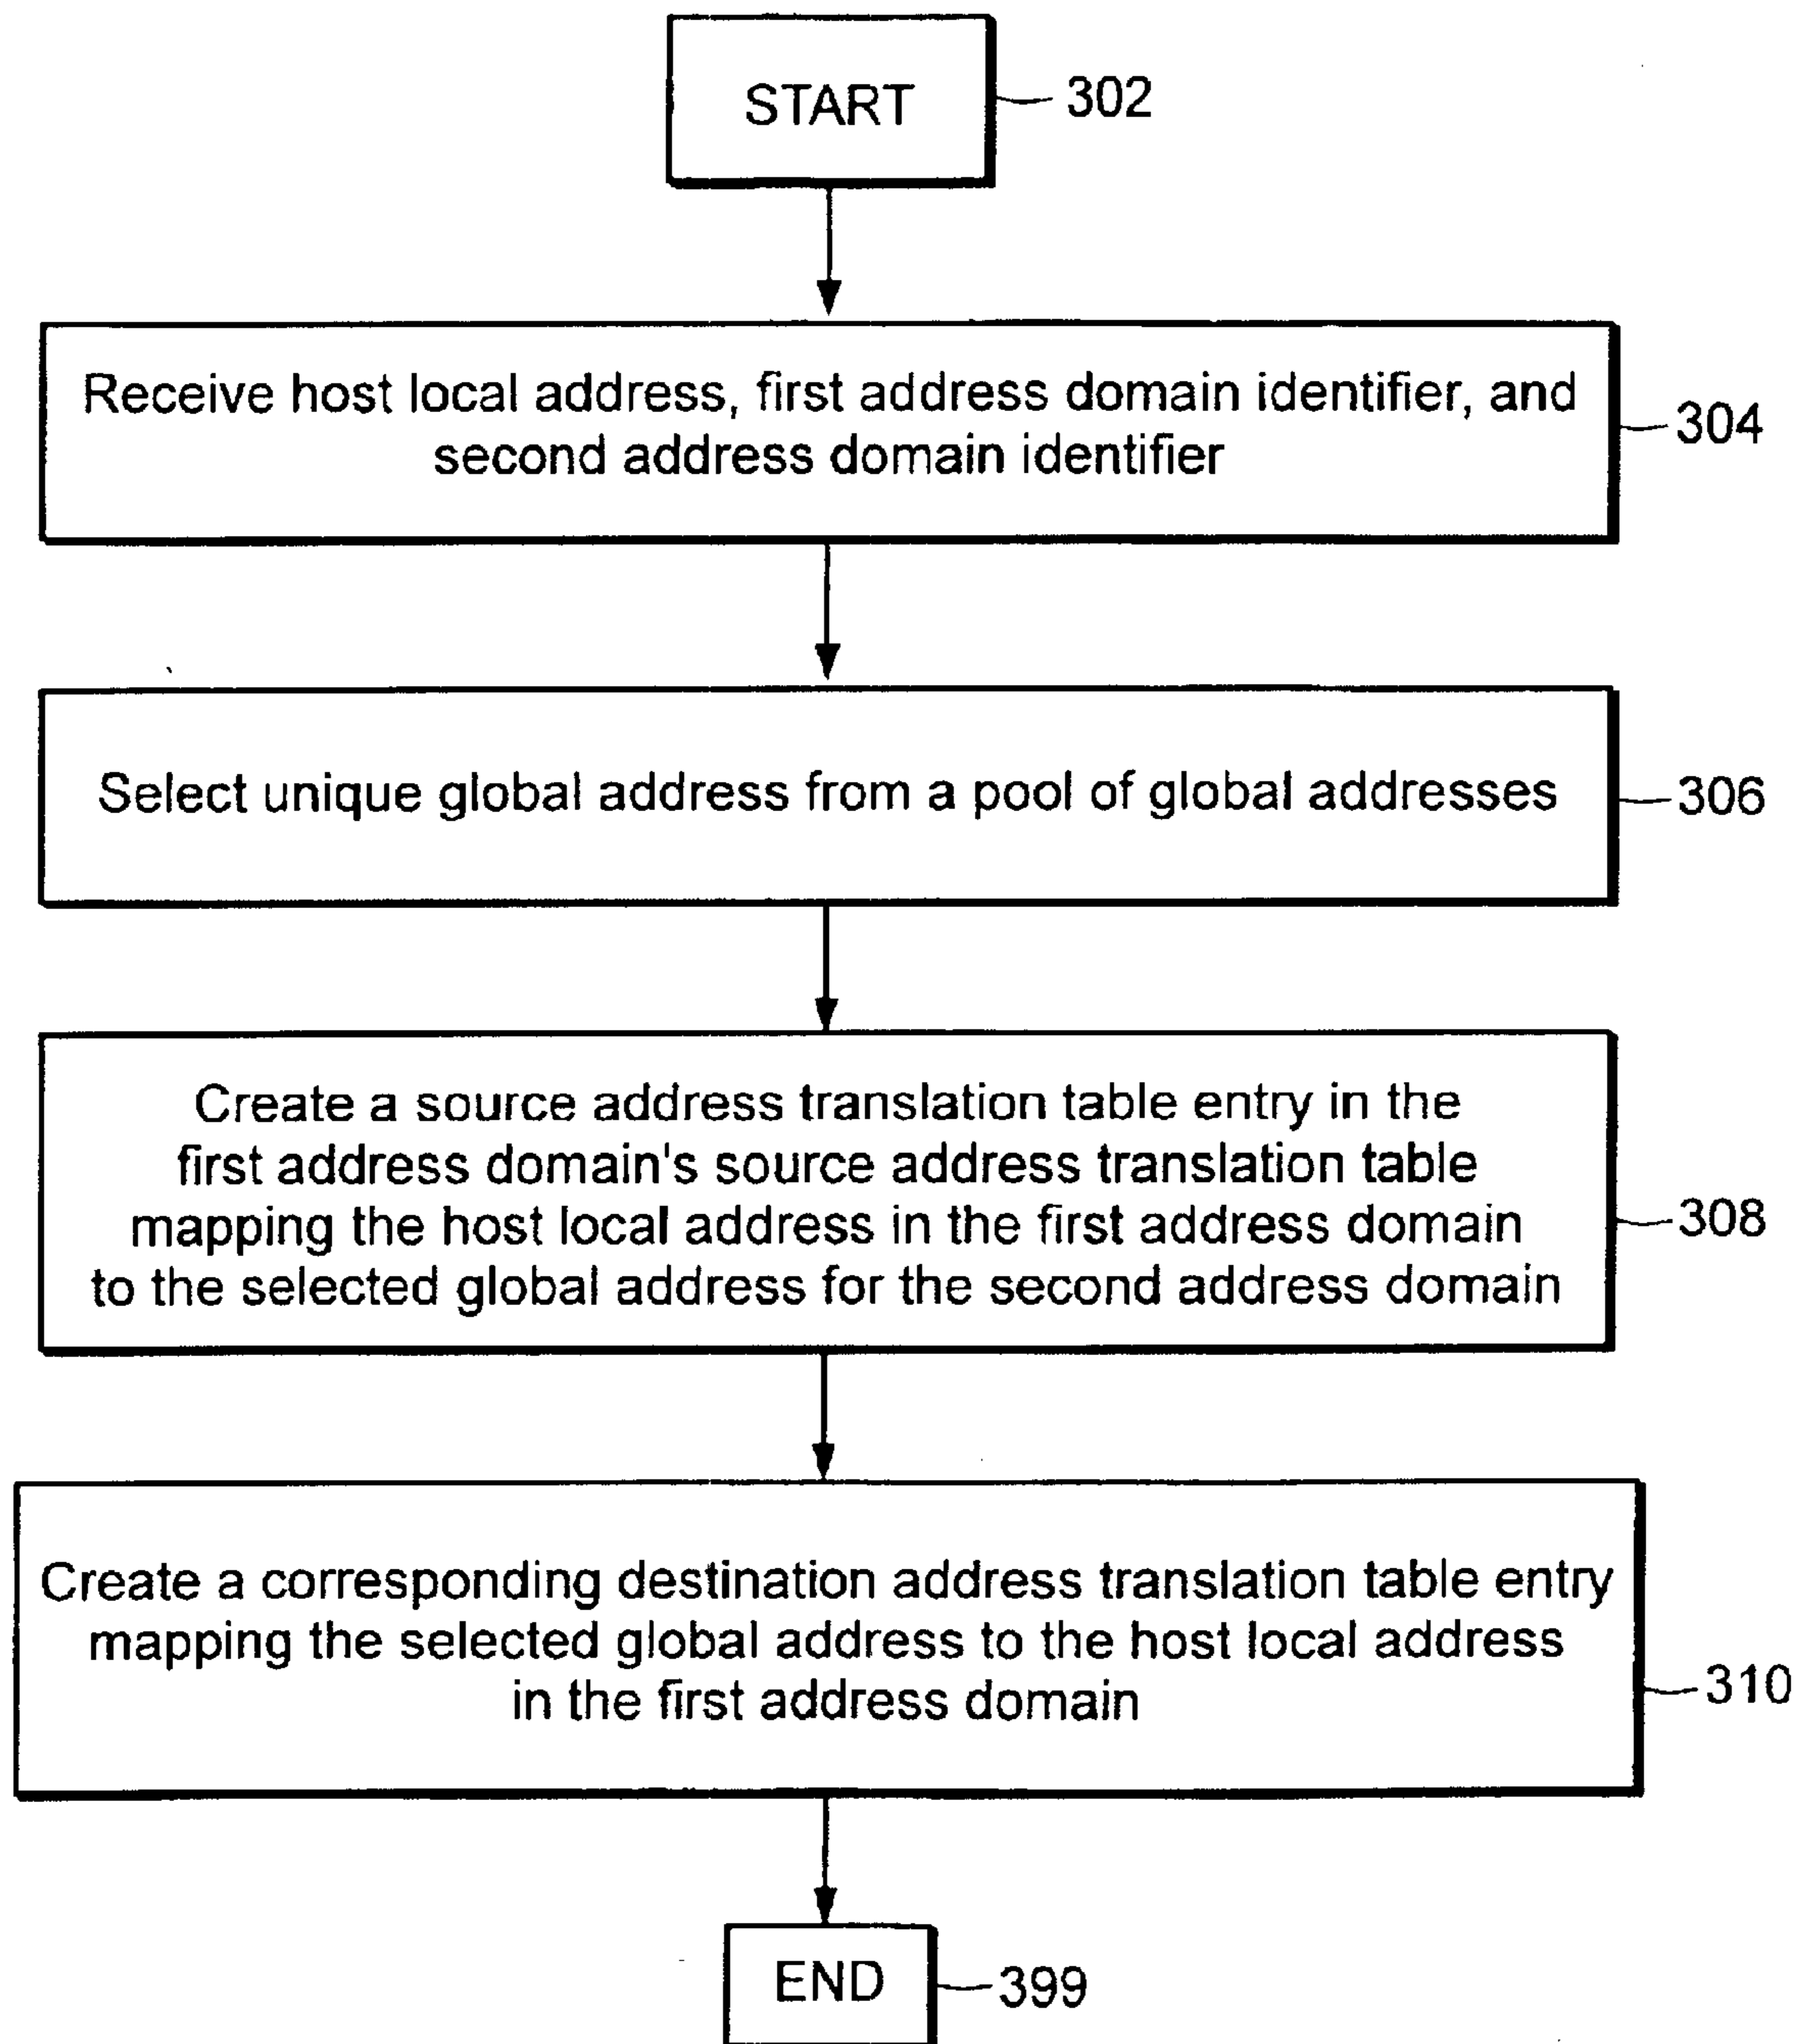 START
302
Receive host local address, first address domain identifier, and
second address domain identifier
304
Select unique global address from a pool of global addresses
306
Create a source address translation table entry in the
first address domain's source address translation table
mapping the host local address in the first address domain
to the selected global address for the second address domain
308
Create a corresponding destination address translation table entry
mapping the selected global address to the host local address
in the first address domain
310
END
399